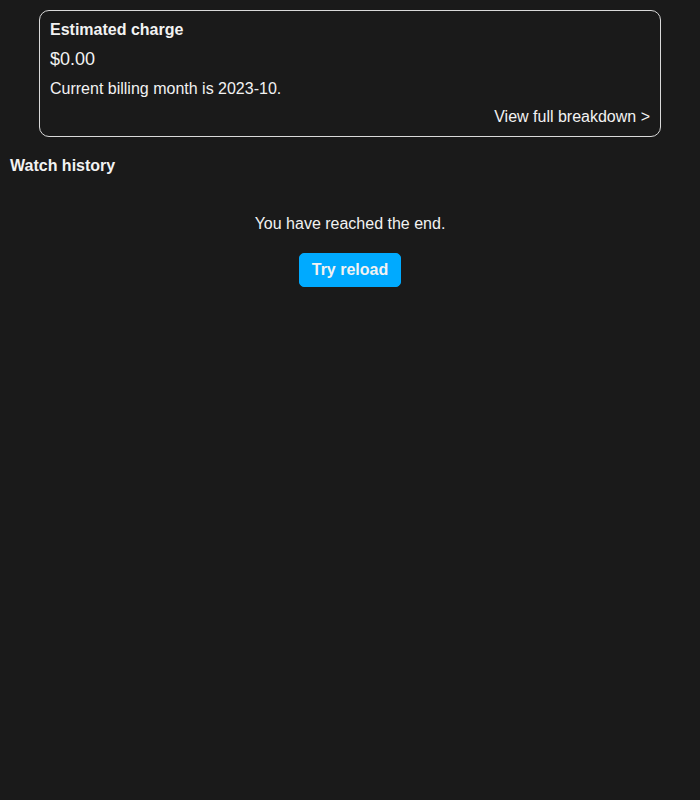 Estimated charge
$0.00
Current billing month is 2023-10.
View full breakdown >
Watch history
You have reached the end.
Try reload